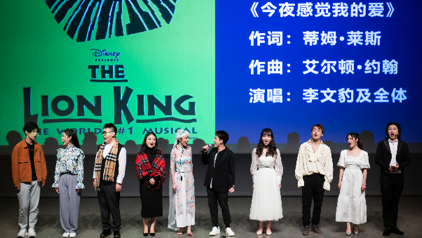 Disney
PRESENTS
THE
LION KING
THE WORLD'S #1 MUSICAL
《今夜感觉我的爱》
作词：蒂姆·莱斯
作曲：艾尔顿·约翰
演唱：李文豹及全体